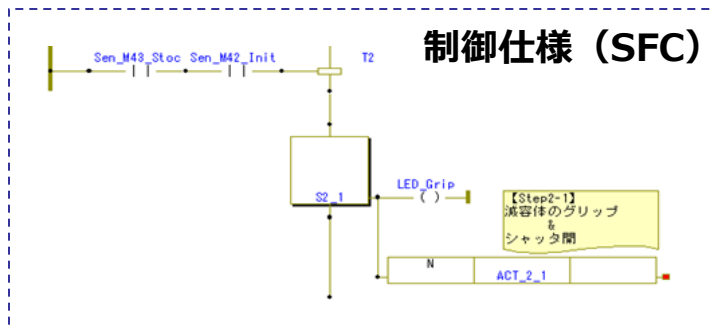 制御仕様（SFC）
Sen_M43_Stoc Sen_M42_Init
T2
S2_1
LED_Grip
【Step2-1】
減容体のグリップ
&
シャッタ開
N
ACT_2_1